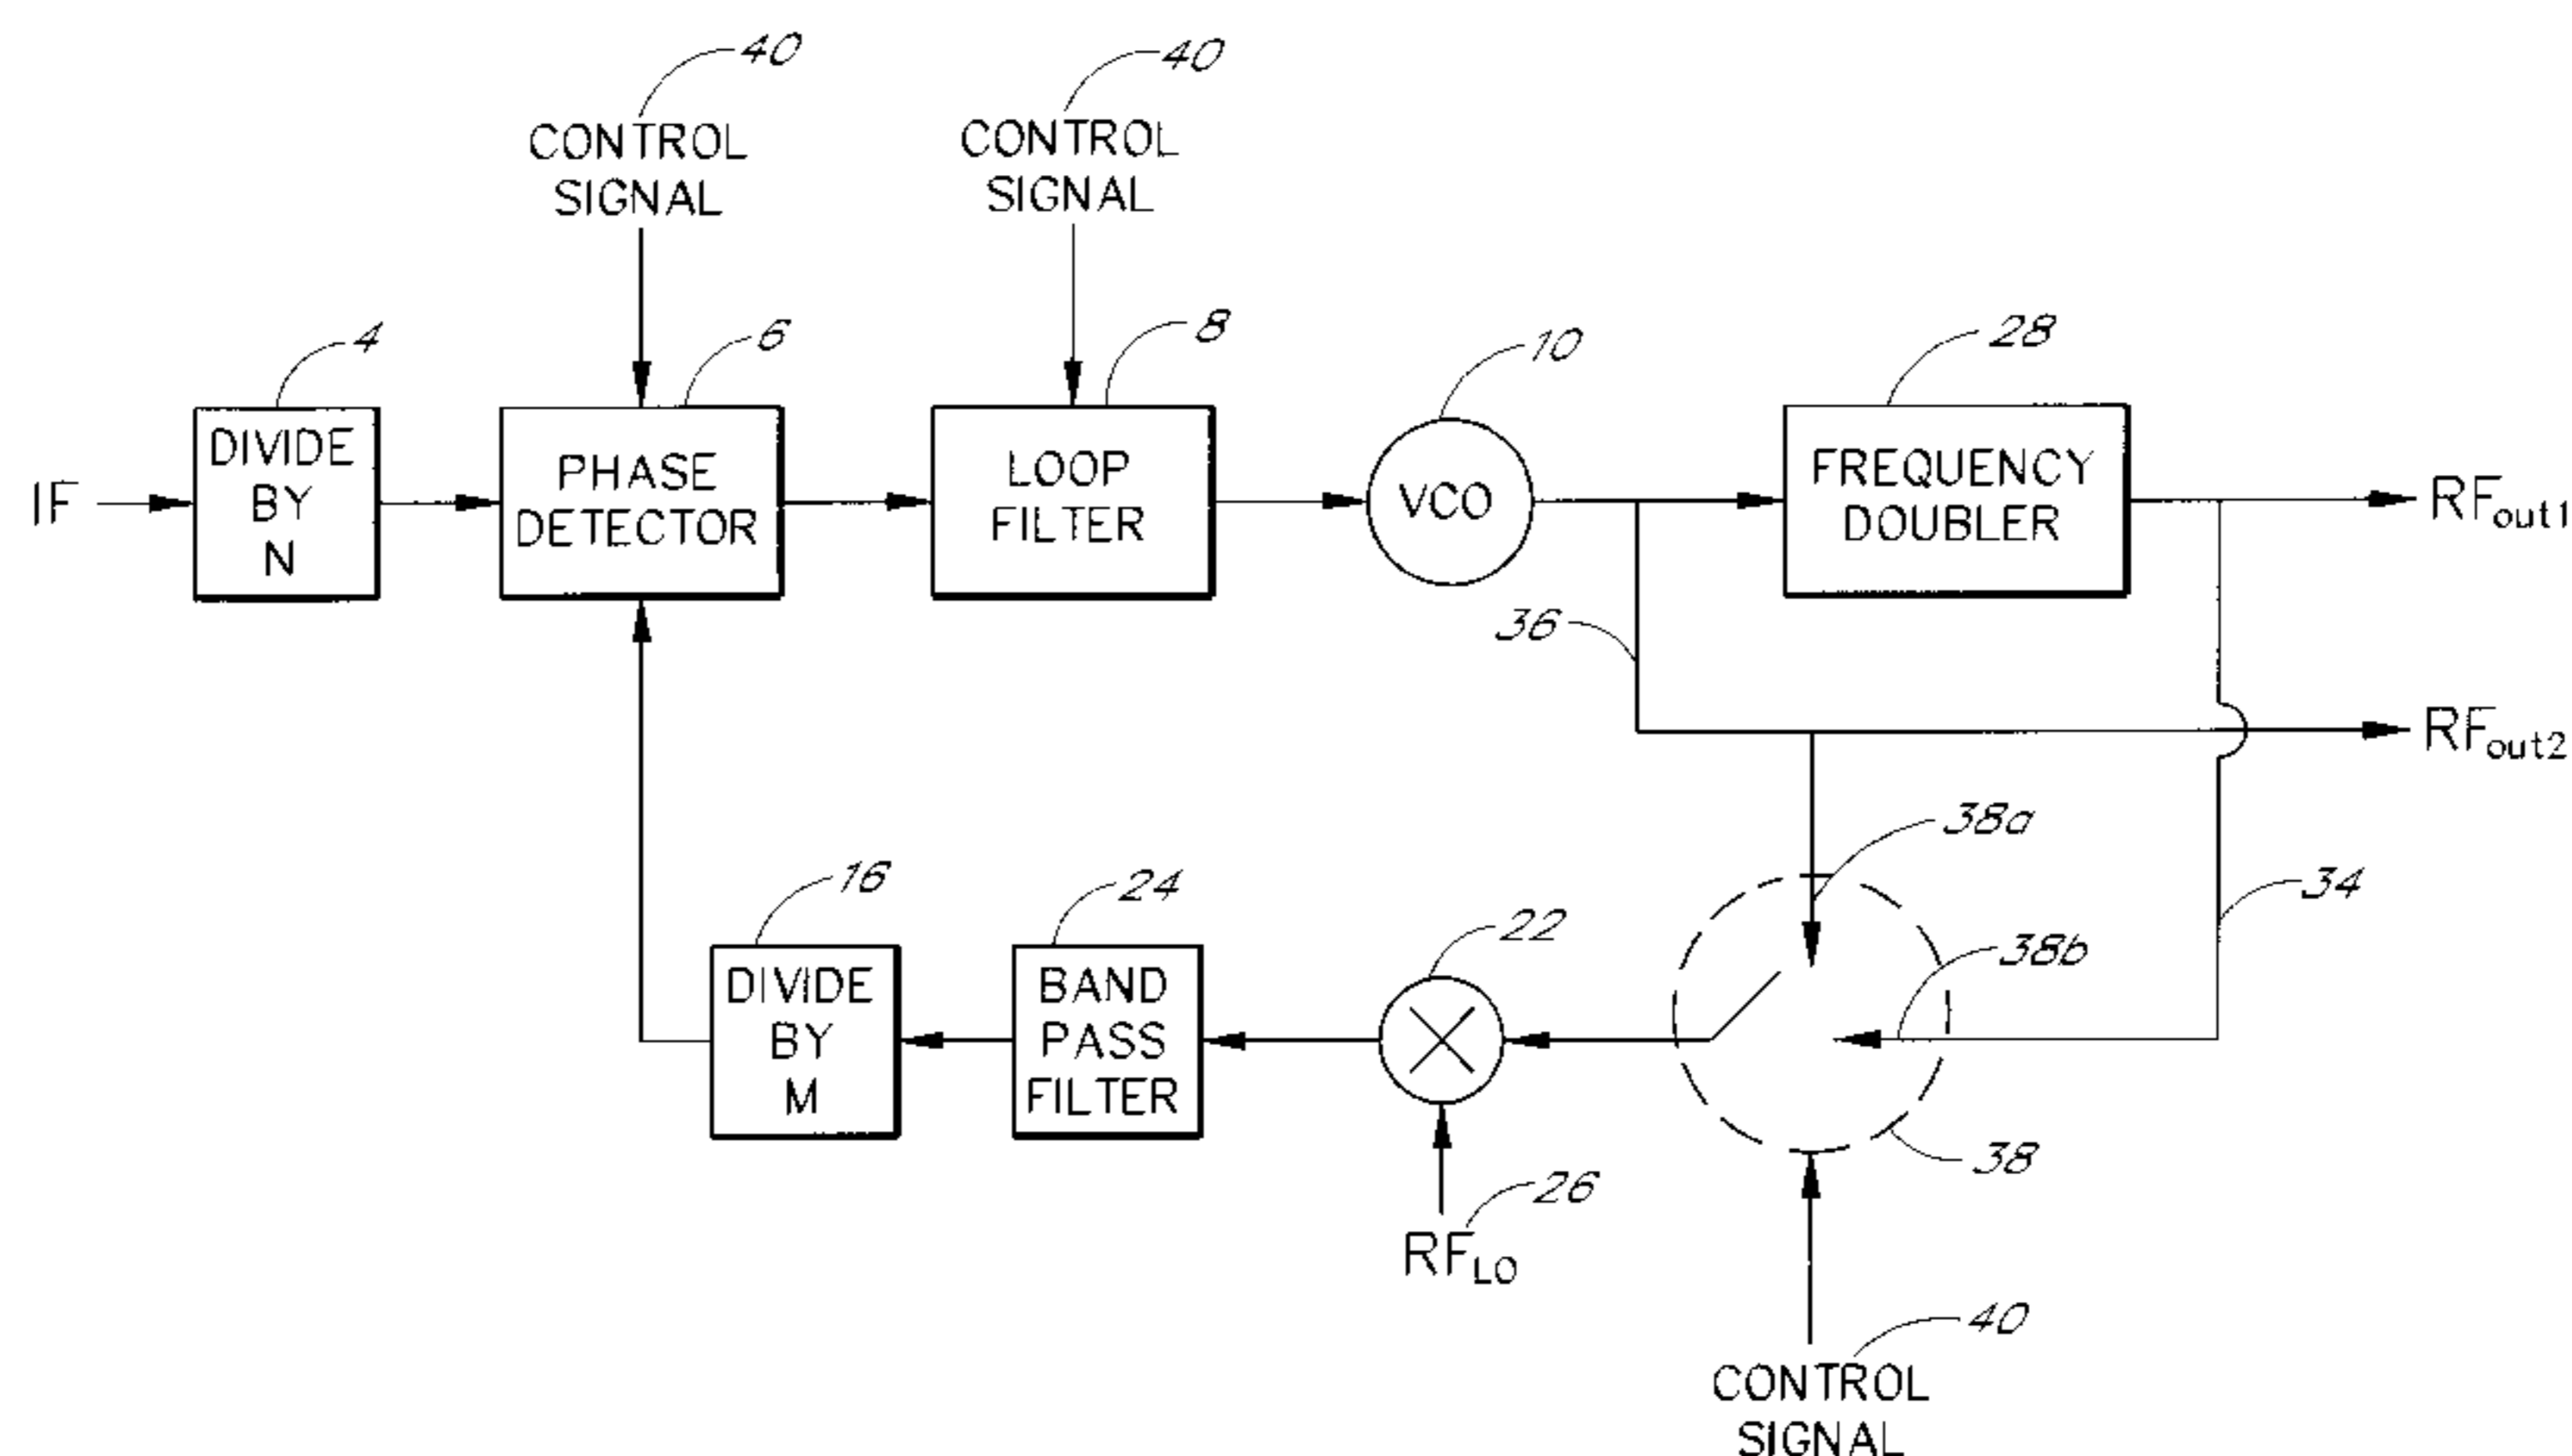 40
40
CONTROL
SIGNAL
CONTROL
SIGNAL
4
6
8
10
28
IF
DIVIDE
BY
N
PHASE
DETECTOR
LOOP
FILTER
VCO
FREQUENCY
DOUBLER
RFout1
36
RFout2
38a
16
24
22
38b
34
DIVIDE
BY
M
BAND
PASS
FILTER
38
26
RFLO
40
CONTROL
SIGNAL